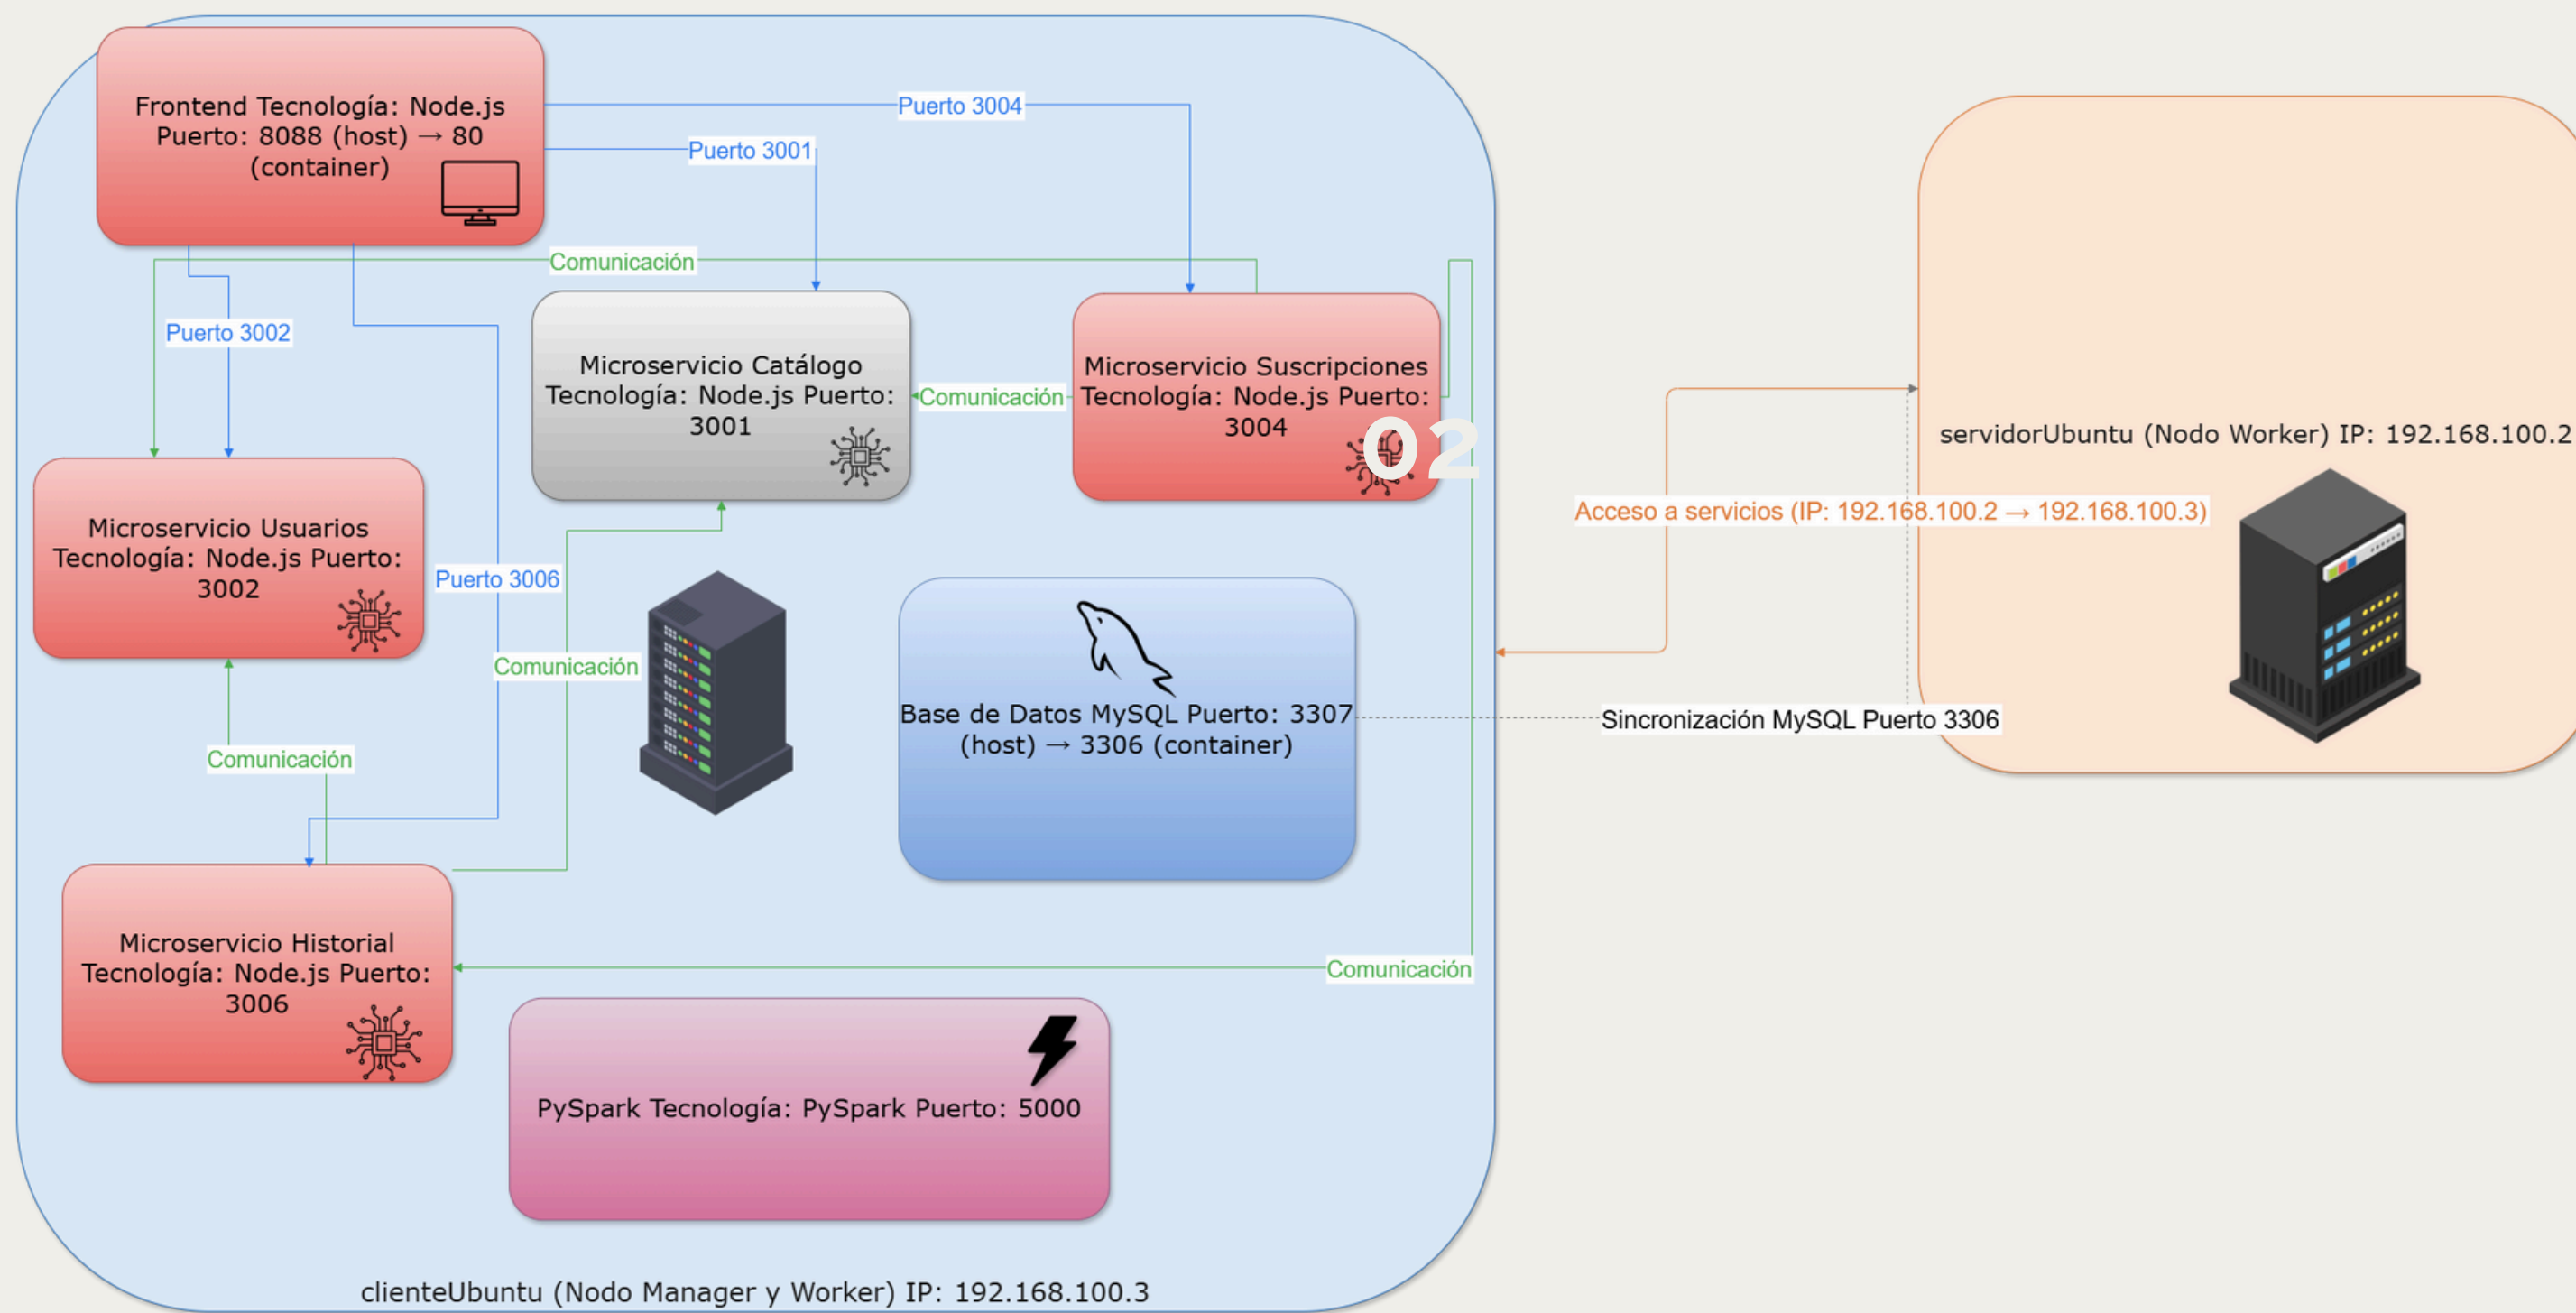 Frontend Tecnología: Node.js
Puerto: 8088 (host) → 80
(container)
Puerto 3004
Puerto 3001
Comunicación
Puerto 3002
Microservicio Catálogo
Tecnología: Node.js Puerto:
3001
Comunicación
Microservicio Suscripciones
Tecnología: Node.js Puerto:
3004
02
Microservicio Usuarios
Tecnología: Node.js Puerto:
3002
Puerto 3006
Comunicación
Comunicación
Base de Datos MySQL Puerto: 3307
(host) → 3306 (container)
Microservicio Historial
Tecnología: Node.js Puerto:
3006
Comunicación
PySpark Tecnología: PySpark Puerto: 5000
clienteUbuntu (Nodo Manager y Worker) IP: 192.168.100.3
servidorUbuntu (Nodo Worker) IP: 192.168.100.2
Acceso a servicios (IP: 192.168.100.2 → 192.168.100.3)
Sincronización MySQL Puerto 3306